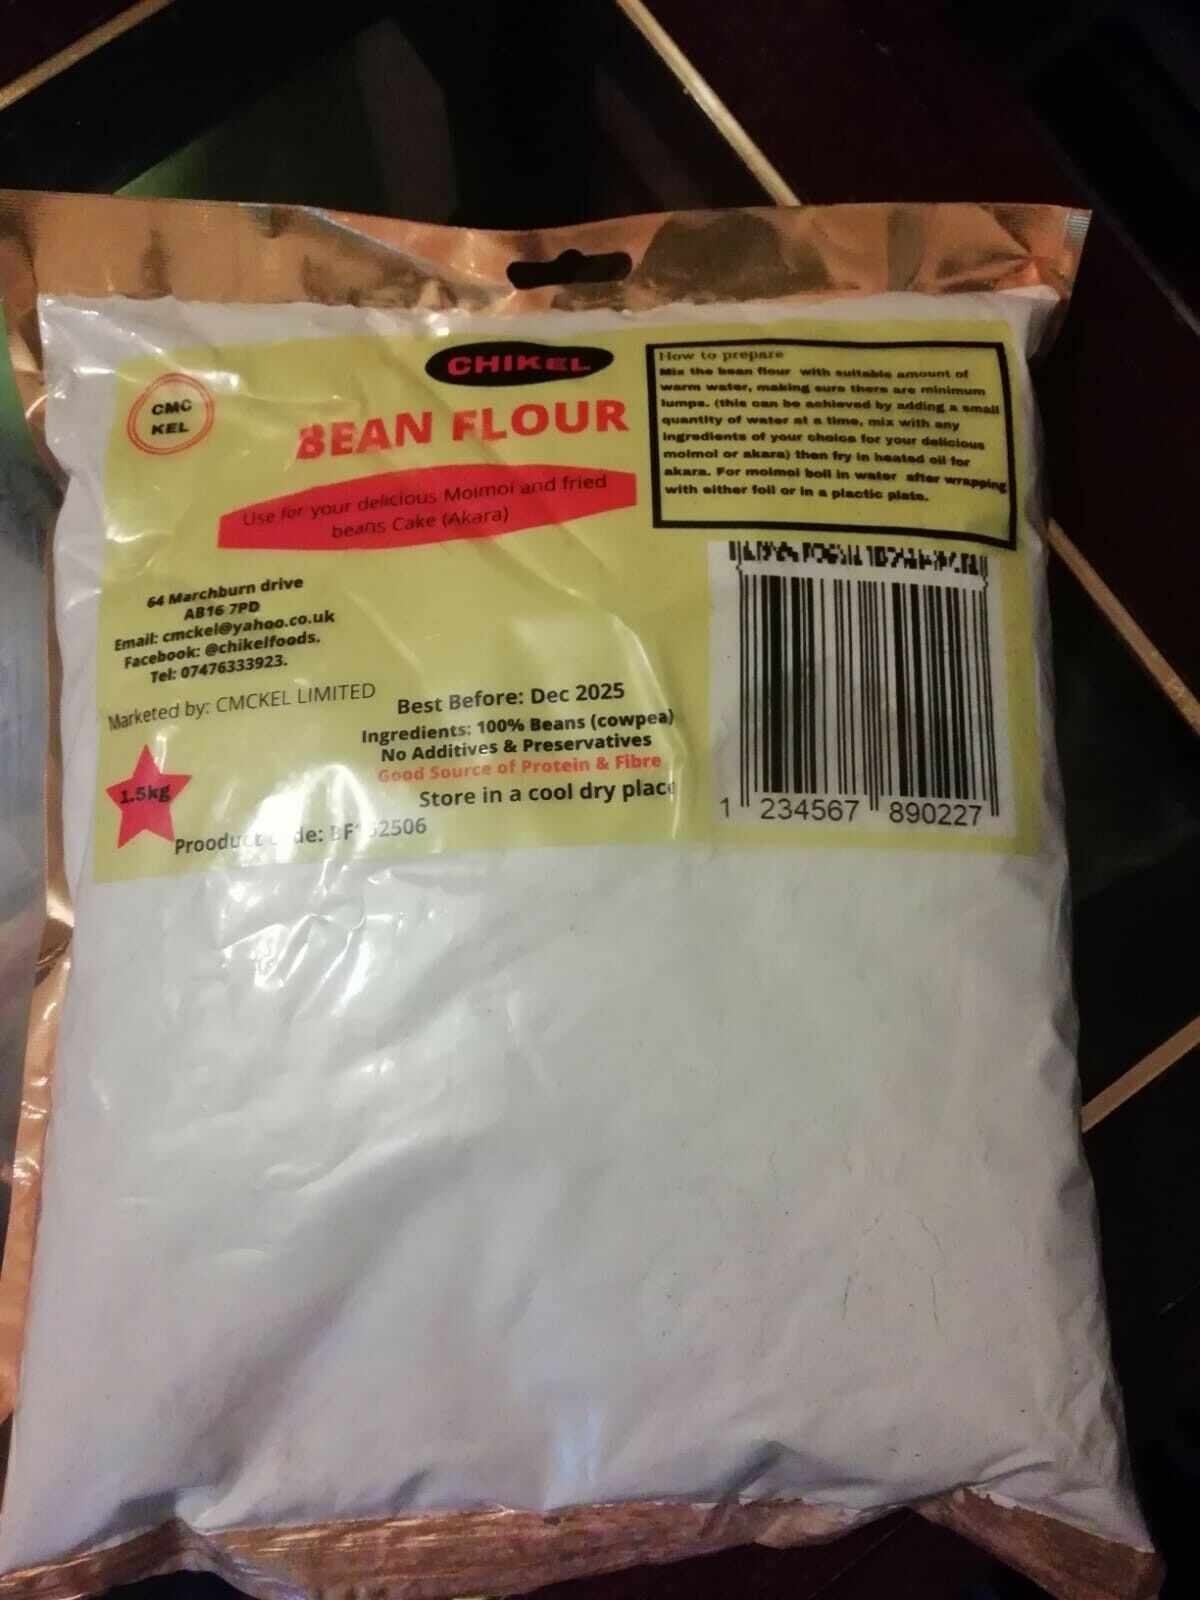 CHIKEL
CMC
KEL
BEAN FLOUR
Use for your delicious Moimoi and fried
beans Cake (Akara)
How to prepare
Mix the bean flour with suitable amount of
warm water, making sure there are minimum
lumps. (this can be achieved by adding a small
quantity of water at a time, mix with any
ingredients of your choice for your delicious
moimoi or akara) then fry in heated oil for
akara. For moimoi boil in water after wrapping
with either foil or in a plactic plate.
64 Marchburn drive
AB16 7PD
Email: cmckel@yahoo.co.uk
Facebook: @chikelfoods.
Tel: 07476333923.
Marketed by: CMCKEL LIMITED
Best Before: Dec 2025
Ingredients: 100% Beans (cowpea)
No Additives & Preservatives
Good Source of Protein & Fibre
Store in a cool dry place
1.5kg
1 234567 890227